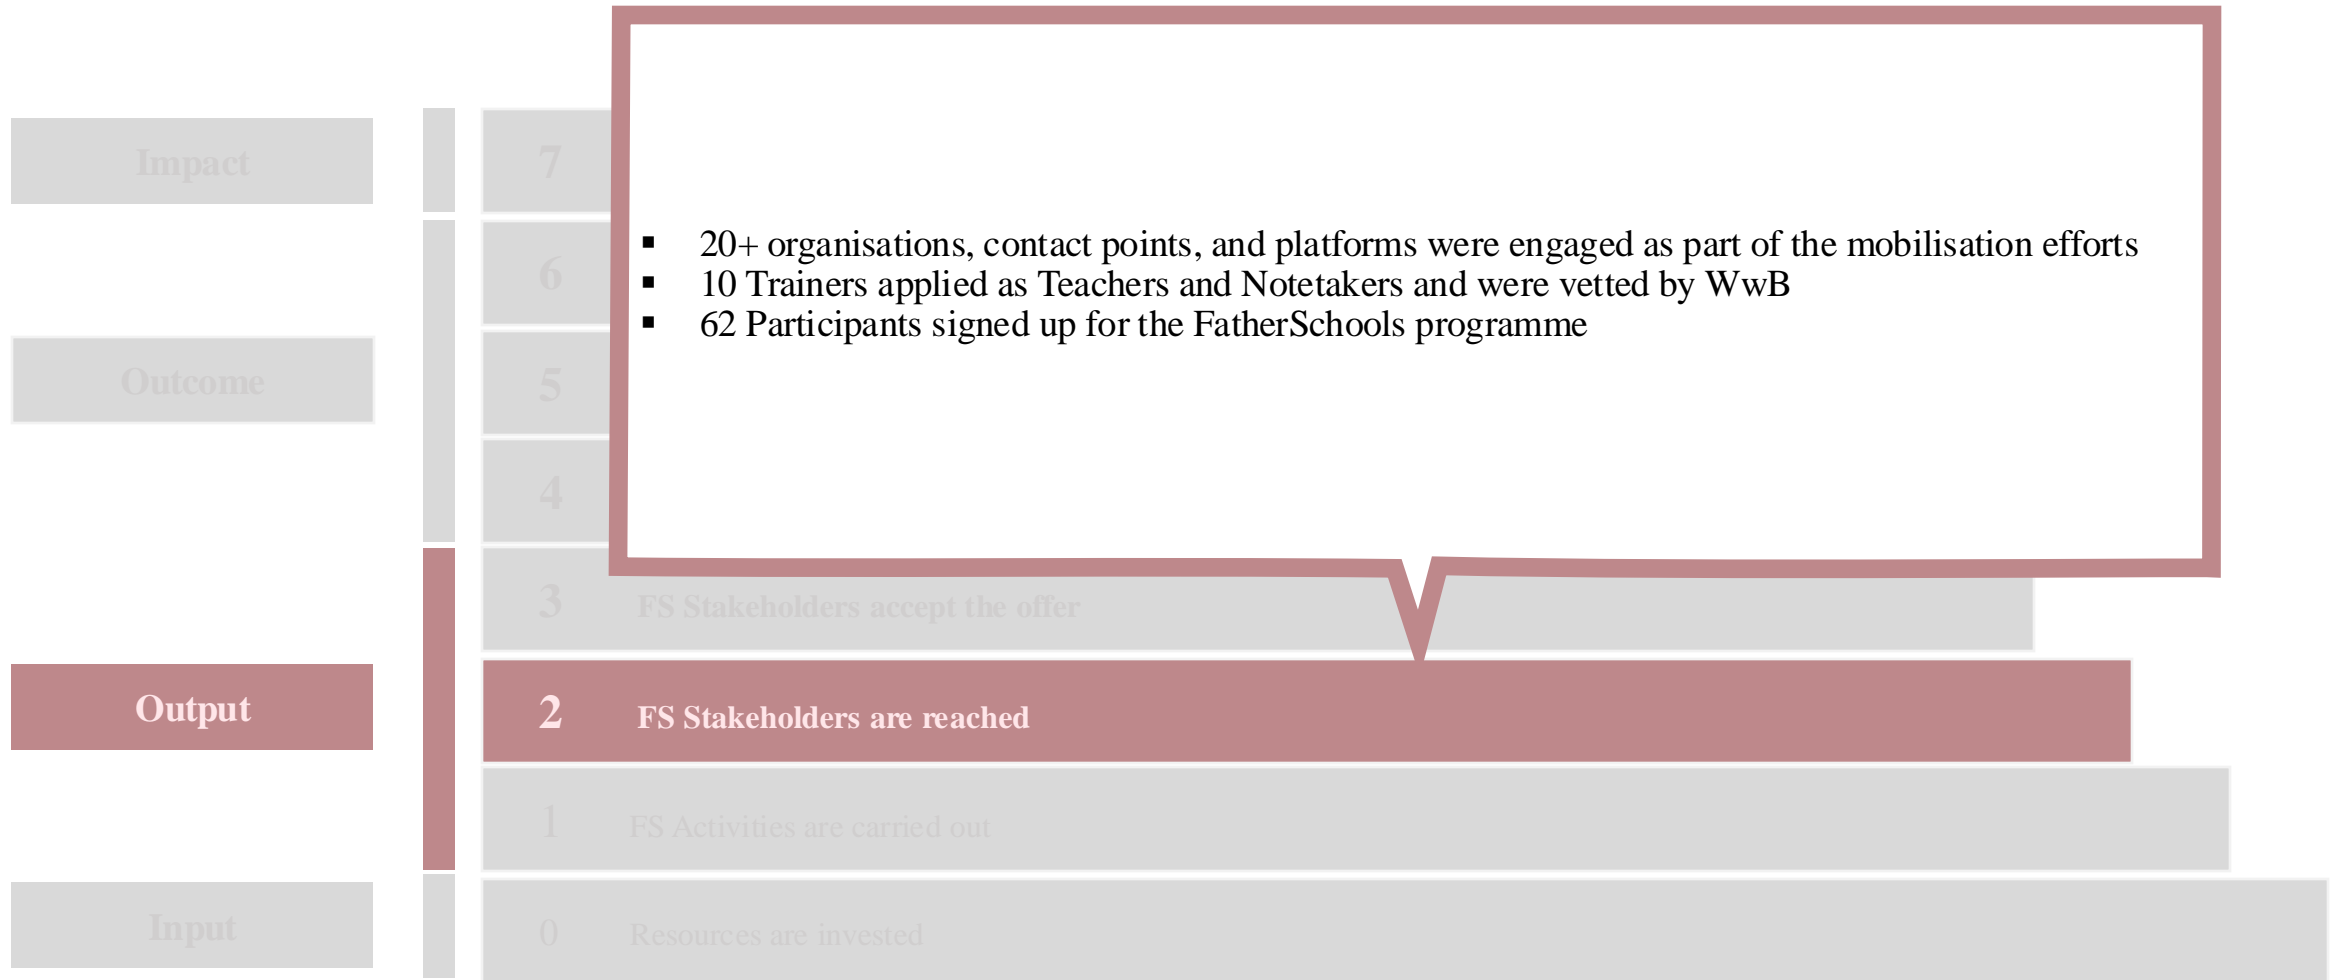 Impact
7
▪ 20+ organisations, contact points, and platforms were engaged as part of the mobilisation efforts
▪ 10 Trainers applied as Teachers and Notetakers and were vetted by WwB
▪ 62 Participants signed up for the FatherSchools programme
6
Outcome
5
4
3 FS Stakeholders accept the offer
Output
2 FS Stakeholders are reached
1 FS Activities are carried out
Input
0 Resources are invested